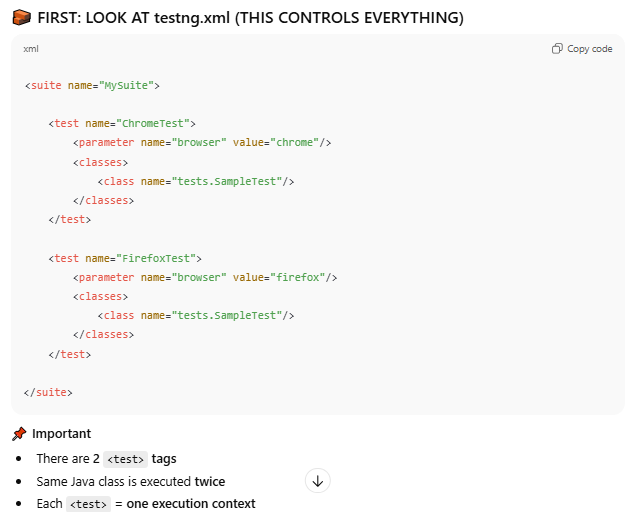 🧱 FIRST: LOOK AT testng.xml (THIS CONTROLS EVERYTHING)
xml
Copy code
<suite name="MySuite">
    <test name="ChromeTest">
        <parameter name="browser" value="chrome"/>
        <classes>
            <class name="tests.SampleTest"/>
        </classes>
    </test>
    <test name="FirefoxTest">
        <parameter name="browser" value="firefox"/>
        <classes>
            <class name="tests.SampleTest"/>
        </classes>
    </test>
</suite>
📌 Important
• There are 2 <test> tags
• Same Java class is executed twice
• Each <test> = one execution context